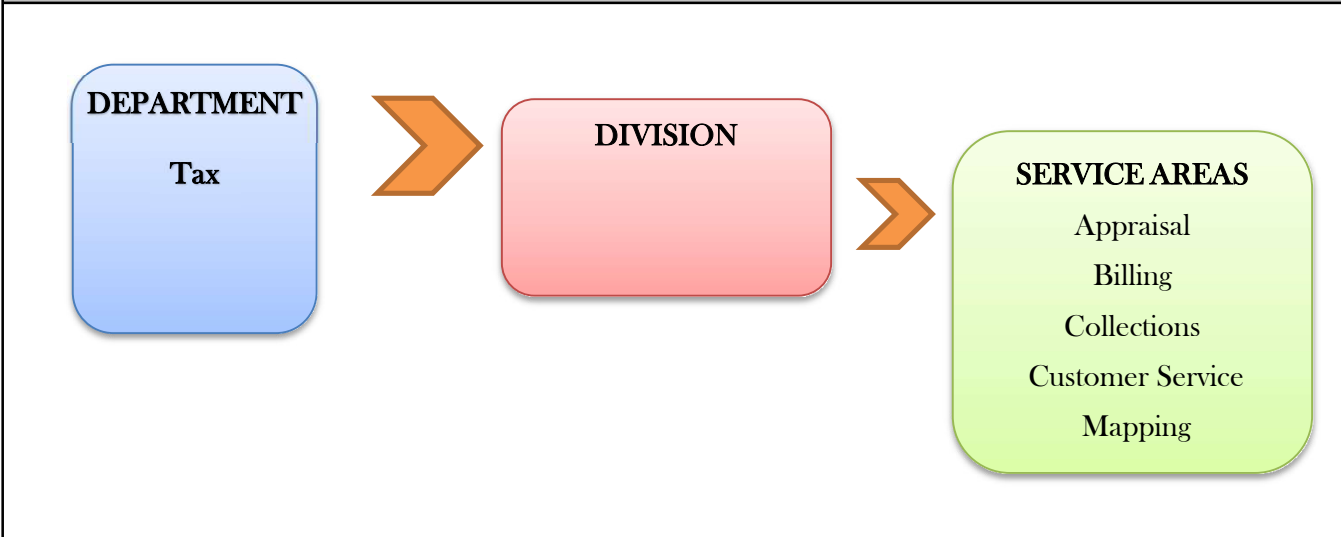 DEPARTMENT
Tax
DIVISION
SERVICE AREAS
Appraisal
Billing
Collections
Customer Service
Mapping